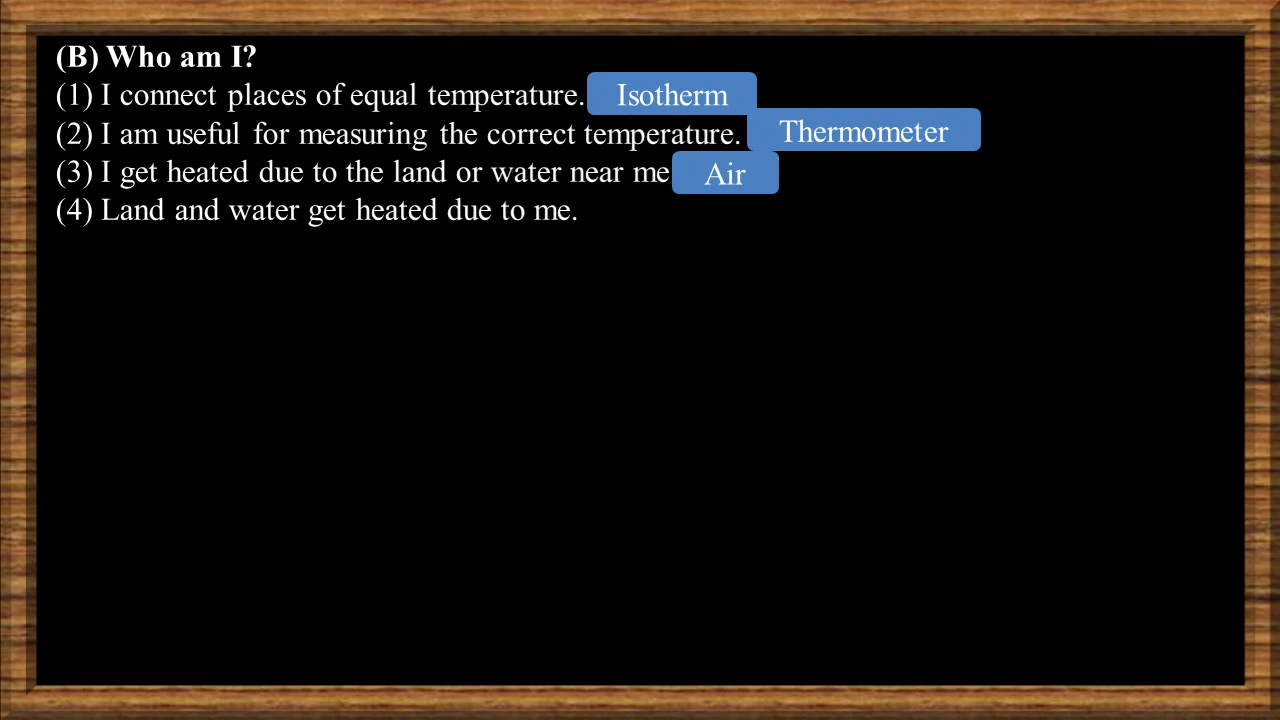 (B) Who am I?
(1) I connect places of equal temperature. Isotherm
(2) I am useful for measuring the correct temperature. Thermometer
(3) I get heated due to the land or water near me Air
(4) Land and water get heated due to me.